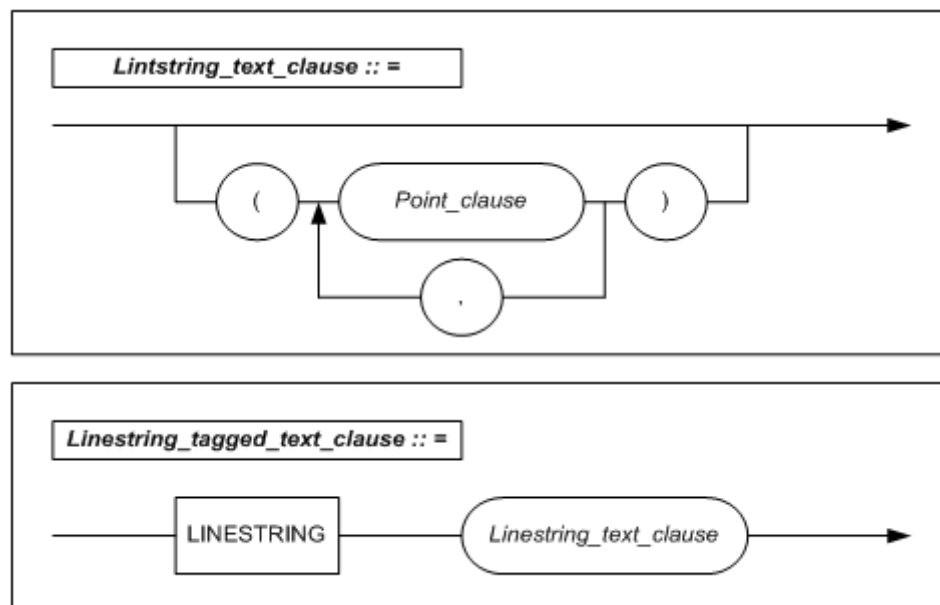 Lintstring_text_clause :: =
( Point_clause )
,
Linestring_tagged_text_clause :: =
LINESTRING Linestring_text_clause